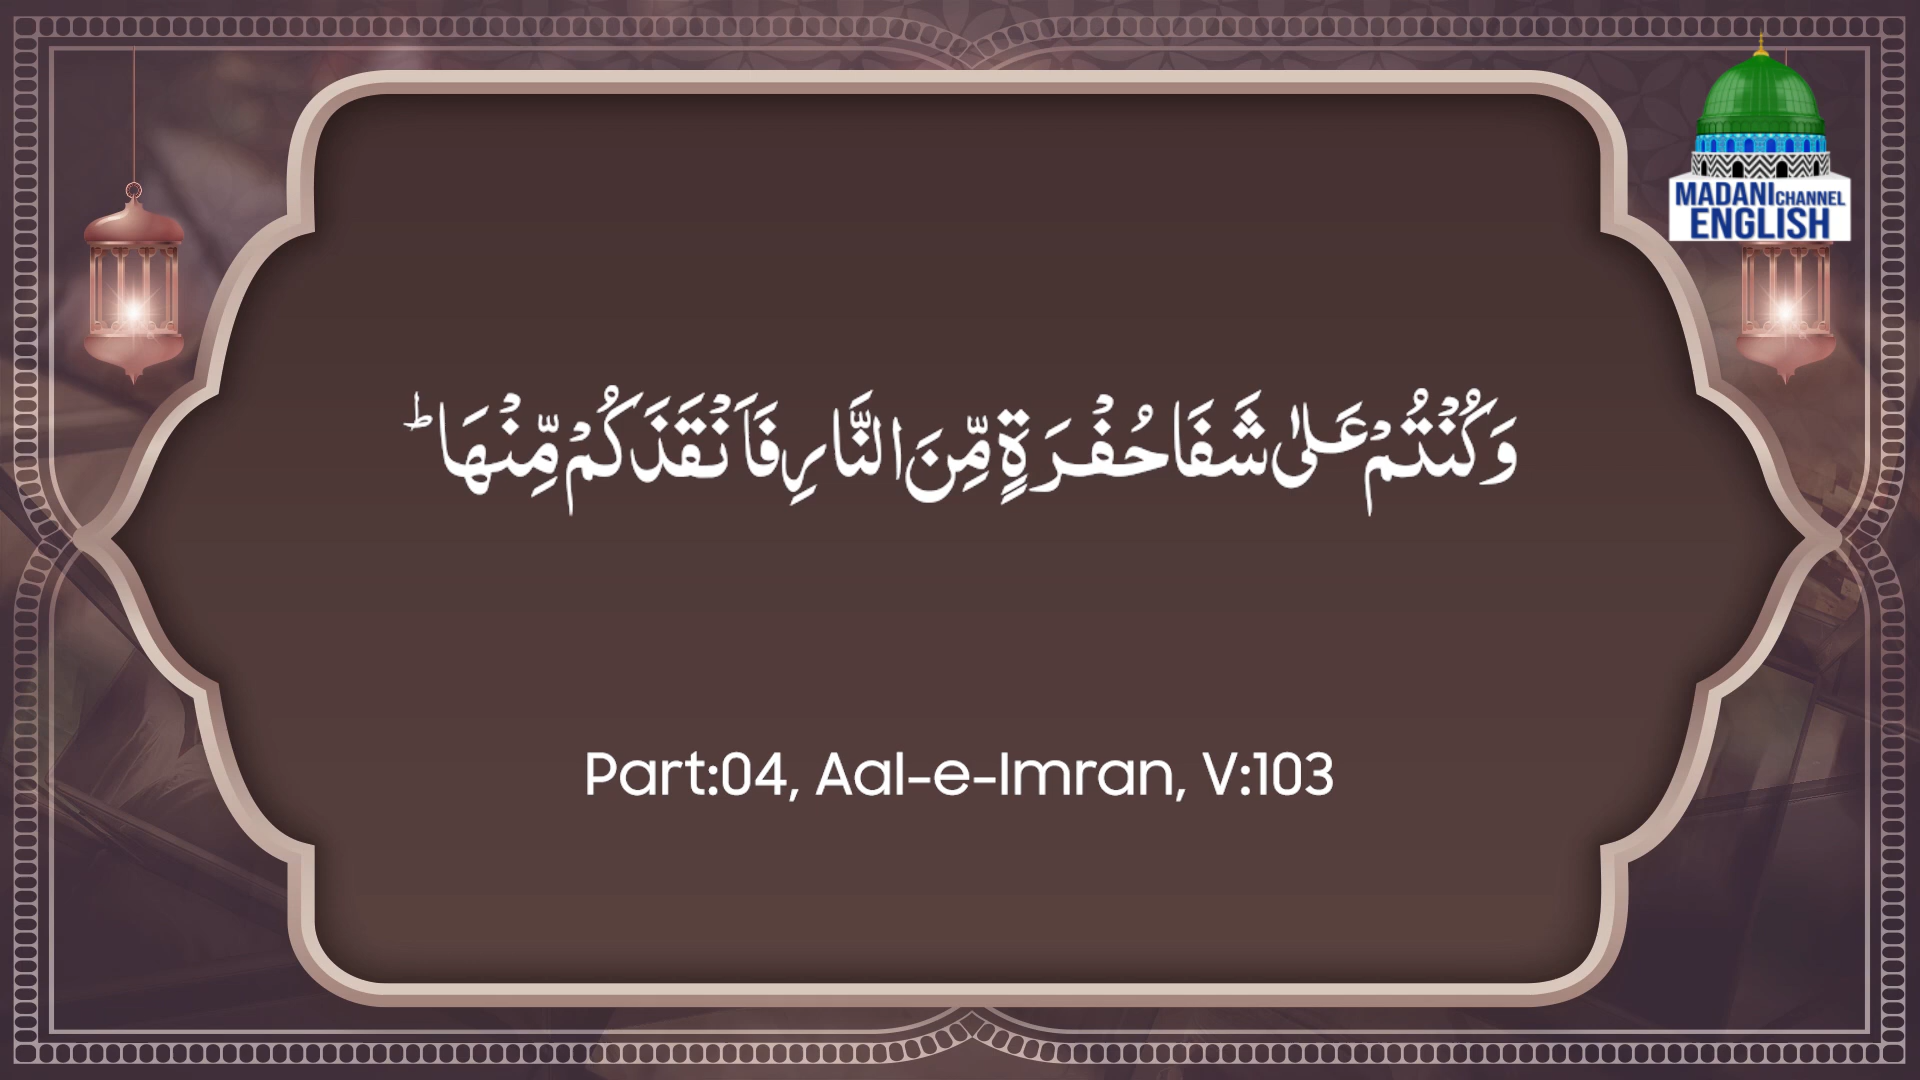 وَكُنْتُمْ عَلٰى شَفَا حُفْرَةٍ مِّنَ النَّارِ فَاَنْقَذَكُمْ مِّنْهَا ؕ
Part:04, Aal-e-Imran, V:103
MADANI CHANNEL
ENGLISH